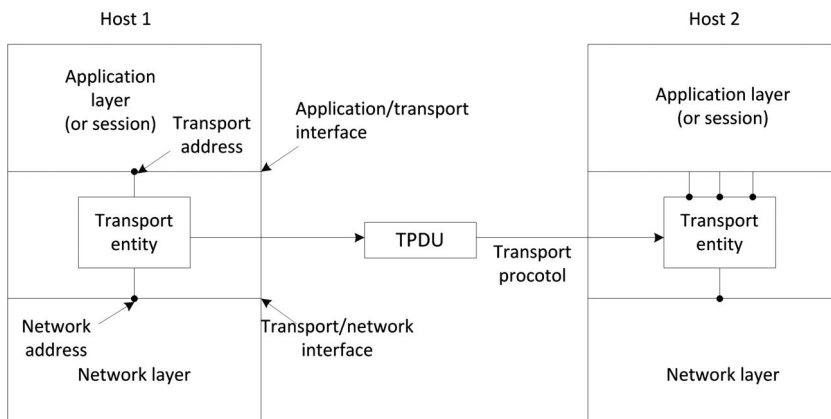 Host 1
Host 2
Application
layer
(or session)
Transport
address
Application/transport
interface
Application layer
(or session)
Transport
entity
TPDU
Transport
procotol
Transport
entity
Network
address
Transport/network
interface
Network layer
Network layer